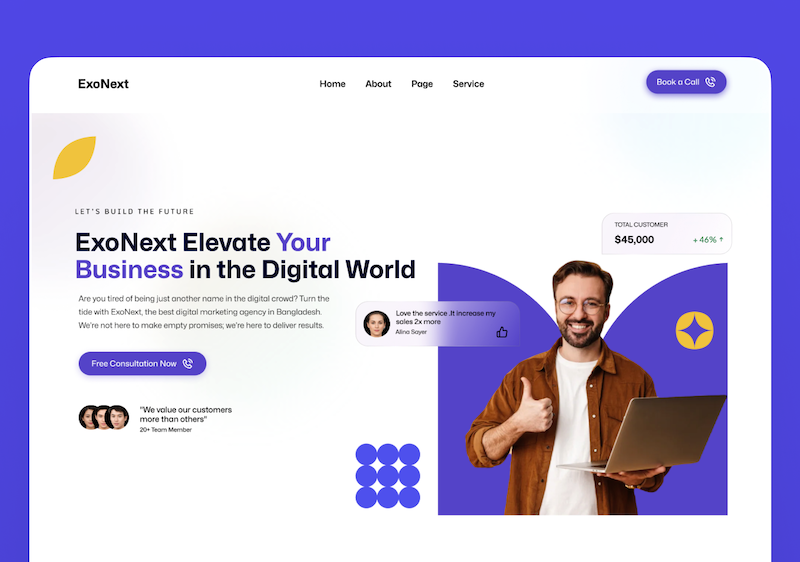 ExoNext
Home About Page Service
Book a Call
LET'S BUILD THE FUTURE
ExoNext Elevate Your
Business in the Digital World
Are you tired of being just another name in the digital crowd? Turn the
tide with ExoNext, the best digital marketing agency in Bangladesh.
We're not here to make empty promises; we're here to deliver results.
Free Consultation Now
"We value our customers
more than others"
20+ Team Member
TOTAL CUSTOMER
$45,000 + 46% ↑
Love the service .It increase my
sales 2x more
Alina Sayer